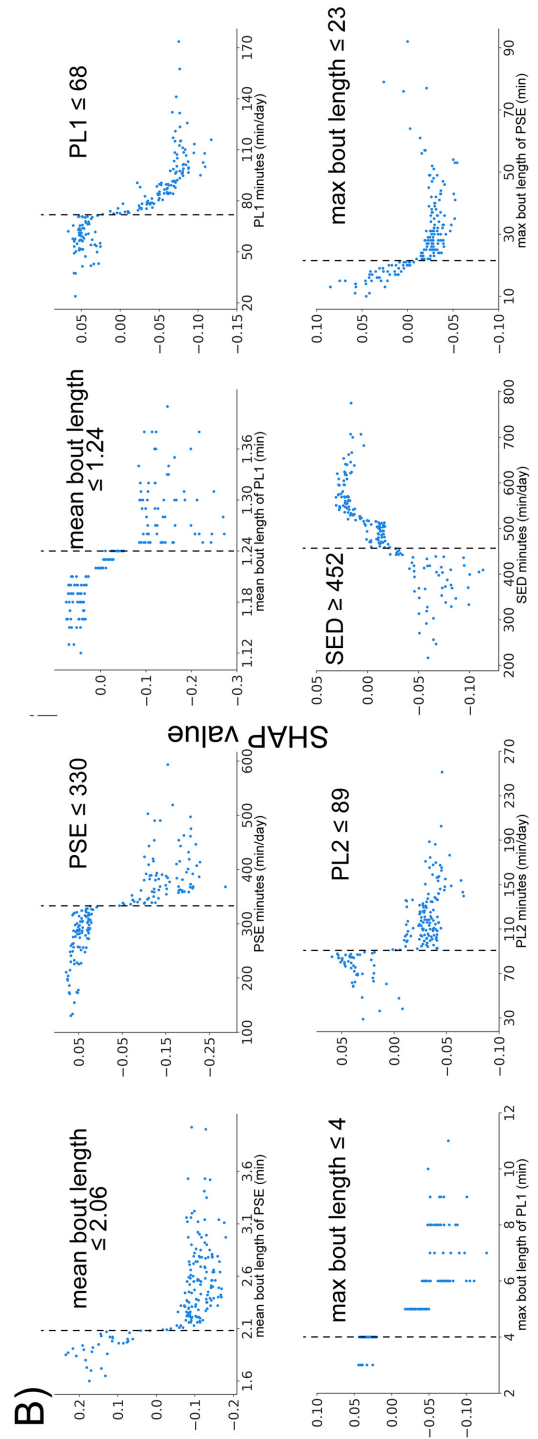 B)
mean bout length
≤ 2.06
0.2
0.1
0.0
−0.1
−0.2
1.6 2.1 2.6 3.1 3.6
mean bout length of PSE (min)
PSE ≤ 330
0.05
−0.05
−0.15
−0.25
100 200 300 400 500 600
PSE minutes (min/day)
mean bout length
≤ 1.24
0.0
−0.1
−0.2
−0.3
1.12 1.18 1.24 1.30 1.36
mean bout length of PL1 (min)
PL1 ≤ 68
0.05
0.00
−0.05
−0.10
−0.15
20 50 80 110 140 170
PL1 minutes (min/day)
SHAP value
max bout length ≤ 4
0.10
0.05
0.00
−0.05
−0.10
2 4 6 8 10 12
max bout length of PL1 (min)
PL2 ≤ 89
0.05
0.00
−0.05
−0.10
30 70 110 150 190 230 270
PL2 minutes (min/day)
SED ≥ 452
0.05
0.00
−0.05
−0.10
200 300 400 500 600 700 800
SED minutes (min/day)
max bout length ≤ 23
0.10
0.05
0.00
−0.05
−0.10
10 30 50 70 90
max bout length of PSE (min)